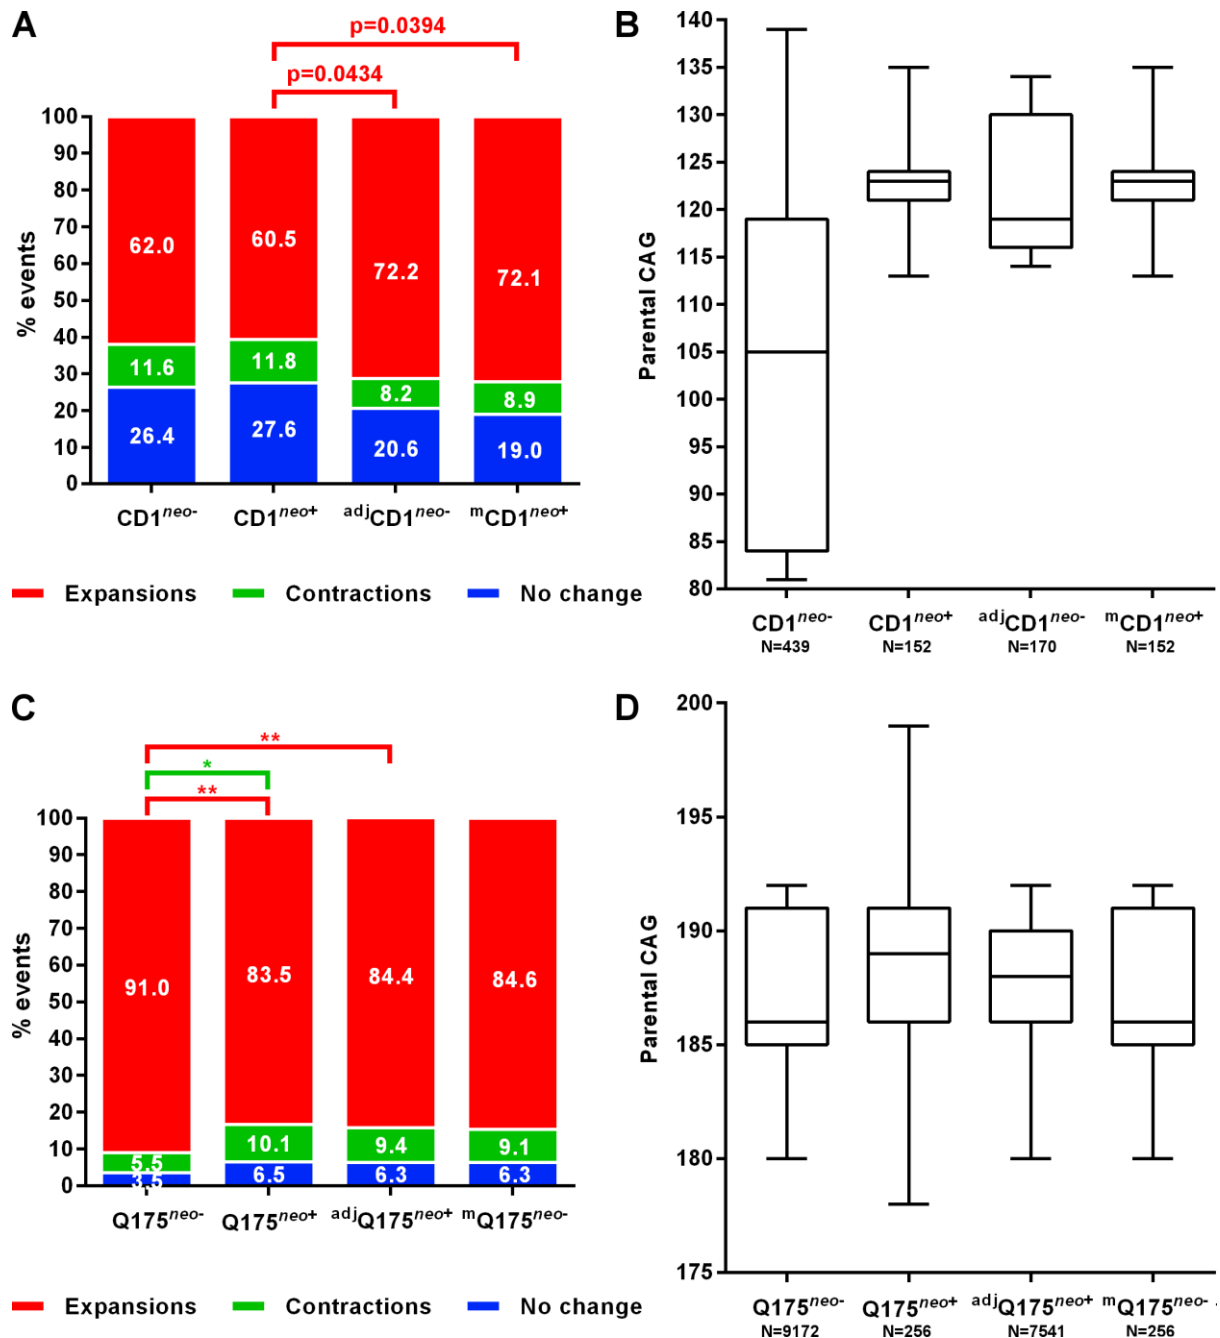 A
p=0.0394
p=0.0434
% events
100
90
80
70
60
50
40
30
20
10
0
62.0
60.5
72.2
72.1
11.6
11.8
8.2
8.9
26.4
27.6
20.6
19.0
CD1neo-
CD1neo+
adjCD1neo-
mCD1neo+
Expansions Contractions No change
B
Parental CAG
140
135
130
125
120
115
110
105
100
95
90
85
80
CD1neo-
N=439
CD1neo+
N=152
adjCD1neo-
N=170
mCD1neo+
N=152
C
**
*
**
% events
100
90
80
70
60
50
40
30
20
10
0
91.0
83.5
84.4
84.6
5.5
10.1
9.4
9.1
3.5
6.5
6.3
6.3
Q175neo-
Q175neo+
adjQ175neo+
mQ175neo-
Expansions Contractions No change
D
Parental CAG
200
195
190
185
180
175
Q175neo-
N=9172
Q175neo+
N=256
adjQ175neo+
N=7541
mQ175neo-
N=256